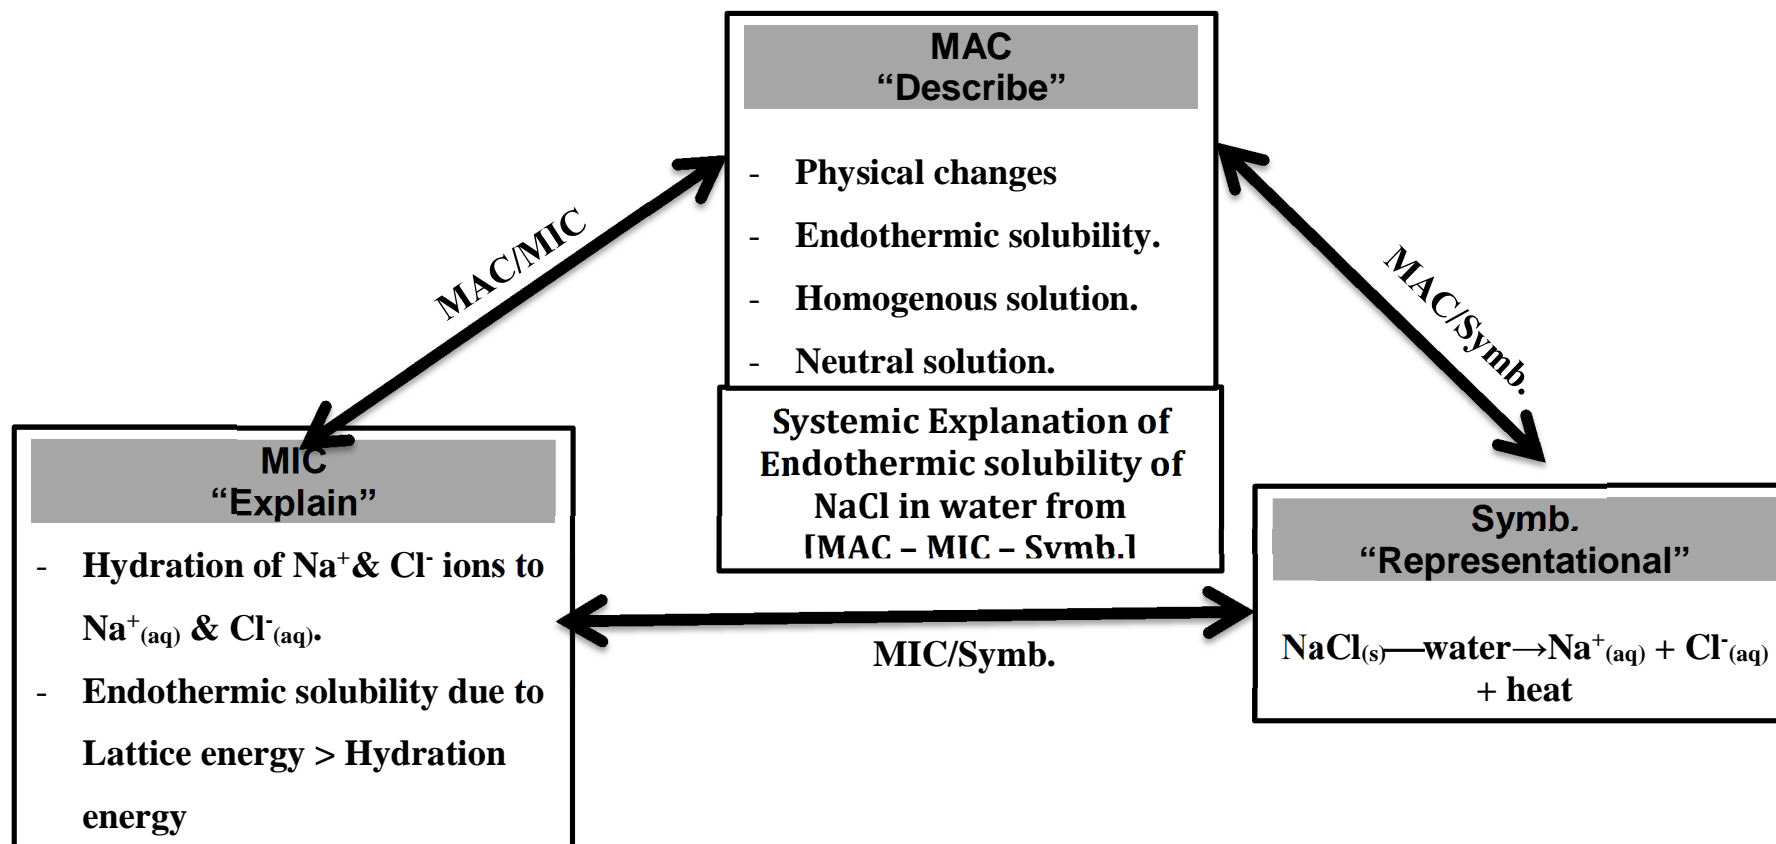 MAC
“Describe”
- Physical changes
- Endothermic solubility.
- Homogenous solution.
- Neutral solution.
MAC/MIC
MAC/Symb.
Systemic Explanation of
Endothermic solubility of
NaCl in water from
[MAC – MIC – Symb.]
MIC
“Explain”
- Hydration of Na⁺& Cl⁻ ions to
Na⁺(aq) & Cl⁻(aq).
- Endothermic solubility due to
Lattice energy > Hydration
energy
MIC/Symb.
Symb.
“Representational”
NaCl(s)—water→Na⁺(aq) + Cl⁻(aq)
+ heat